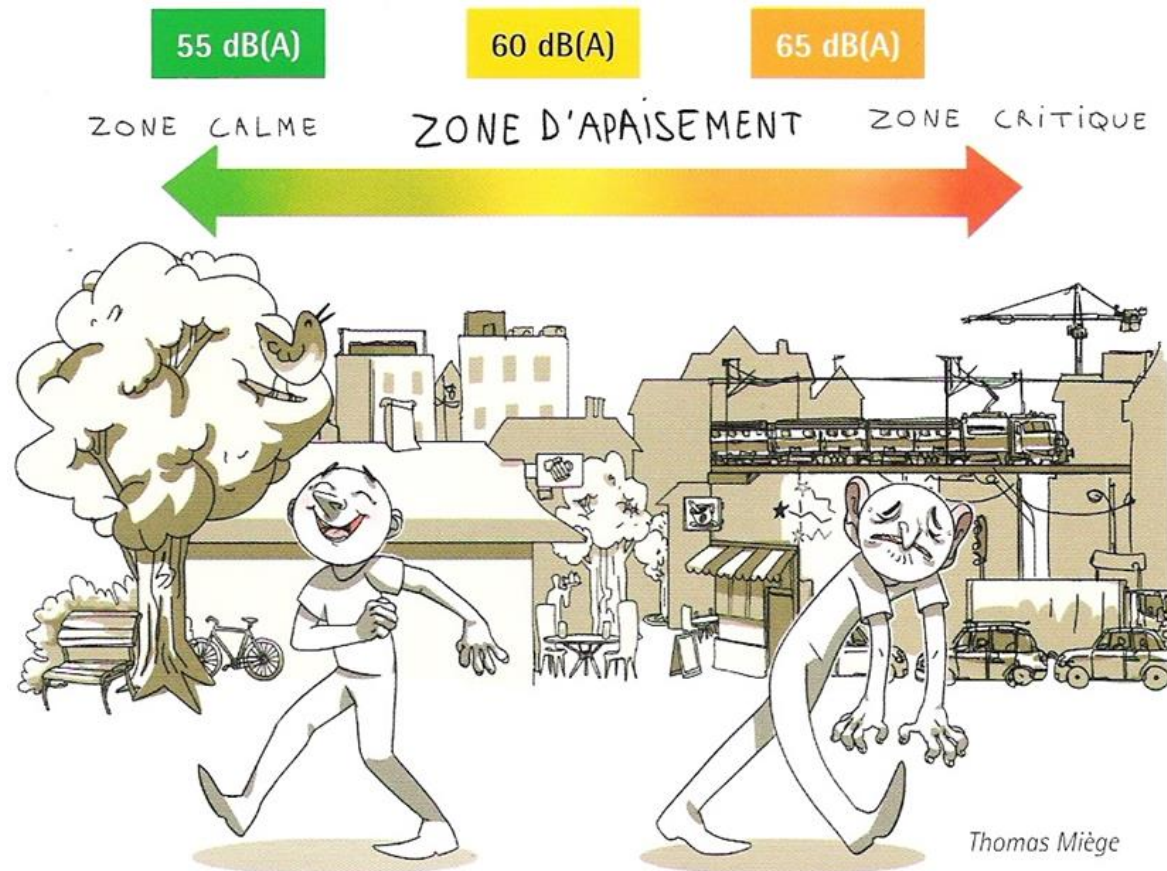 55 dB(A)
60 dB(A)
65 dB(A)
ZONE CALME
ZONE D'APAISEMENT
ZONE CRITIQUE
Thomas Miège